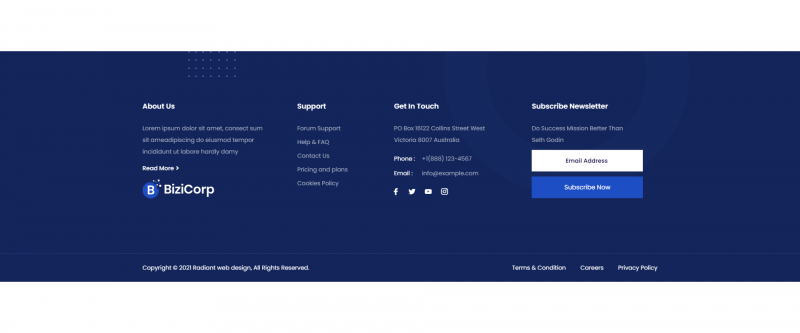 About Us
Lorem ipsum dolor sit amet, consect sum
sit ameadipiscing do eiusmod tempor
incididunt ut labore hardly damy
Read More >
B BiziCorp
Support
Forum Support
Help & FAQ
Contact Us
Pricing and plans
Cookies Policy
Get In Touch
PO Box 16122 Collins Street West
Victoria 8007 Australia
Phone : +1(888) 123-4567
Email : info@example.com
Subscribe Newsletter
Do Success Mission Better Than
Seth Godin
Email Address
Subscribe Now
Copyright © 2021 Radiant web design, All Rights Reserved.
Terms & Condition Careers Privacy Policy